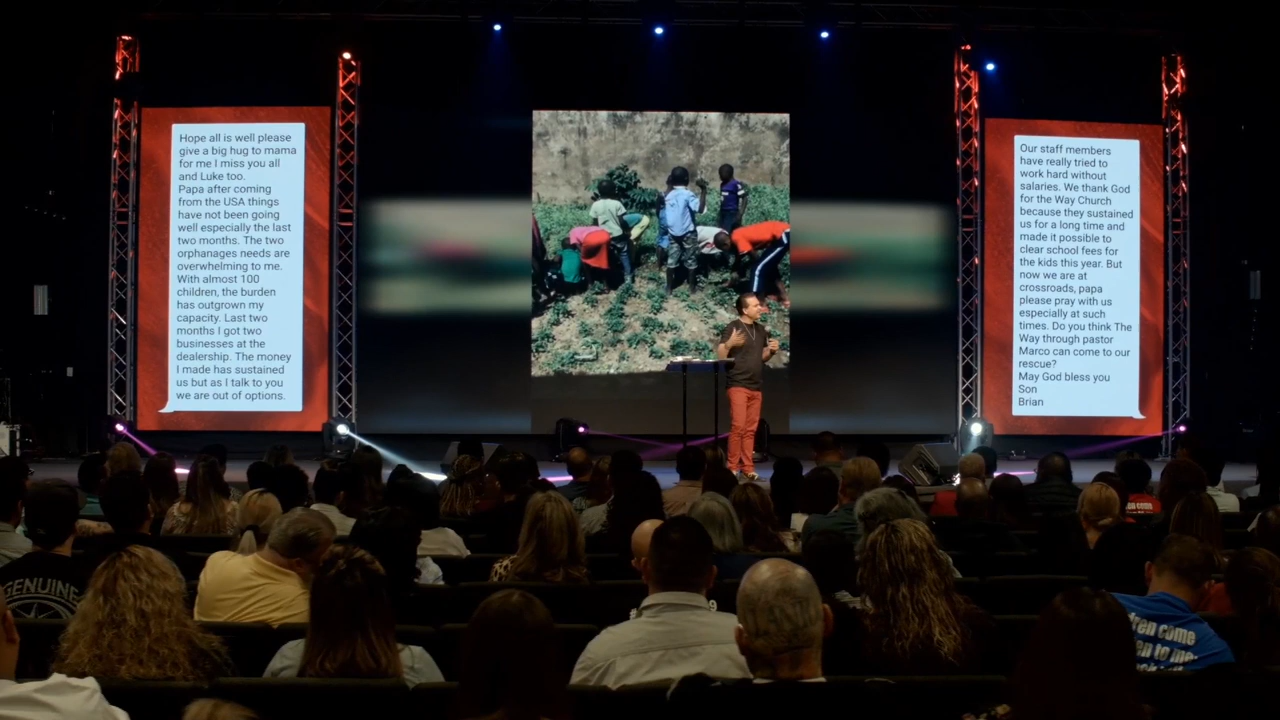 Hope all is well please
give a big hug to mama
for me I miss you all
and Luke too.
Papa after coming
from the USA things
have not been going
well especially the last
two months. The two
orphanages needs are
overwhelming to me.
With almost 100
children, the burden
has outgrown my
capacity. Last two
months I got two
businesses at the
dealership. The money
I made has sustained
us but as I talk to you
we are out of options.
Our staff members
have really tried to
work hard without
salaries. We thank God
for the Way Church
because they sustained
us for a long time and
made it possible to
clear school fees for
the kids this year. But
now we are at
crossroads, papa
please pray with us
especially at such
times. Do you think The
Way through pastor
Marco can come to our
rescue?
May God bless you
Son
Brian
GENUINE
dren come
en to me